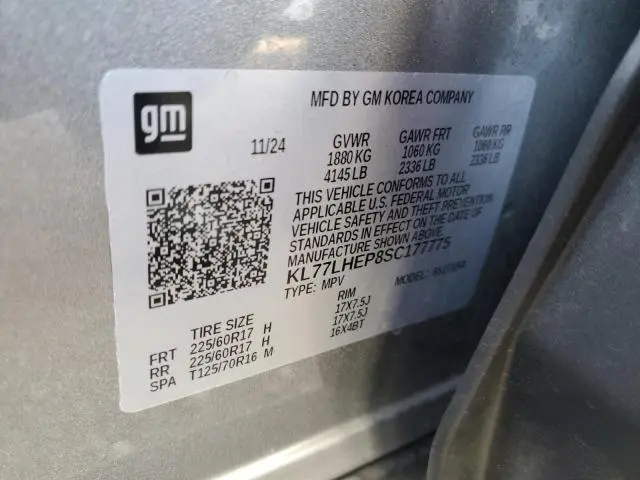 gm
MFD BY GM KOREA COMPANY
11/24
GVWR
1880 KG
4145 LB
GAWR FRT
1060 KG
2336 LB
GAWR RR
1060 KG
2336 LB
THIS VEHICLE CONFORMS TO ALL
APPLICABLE U.S. FEDERAL MOTOR
VEHICLE SAFETY AND THEFT PREVENTION
STANDARDS IN EFFECT ON THE DATE OF
MANUFACTURE SHOWN ABOVE.
KL77LHEP8SC177775
TYPE: MPV
MODEL:
TIRE SIZE
RIM
FRT 225/60R17 H 17X7.5J
RR 225/60R17 H 17X7.5J
SPA T125/70R16 M 16X4BT